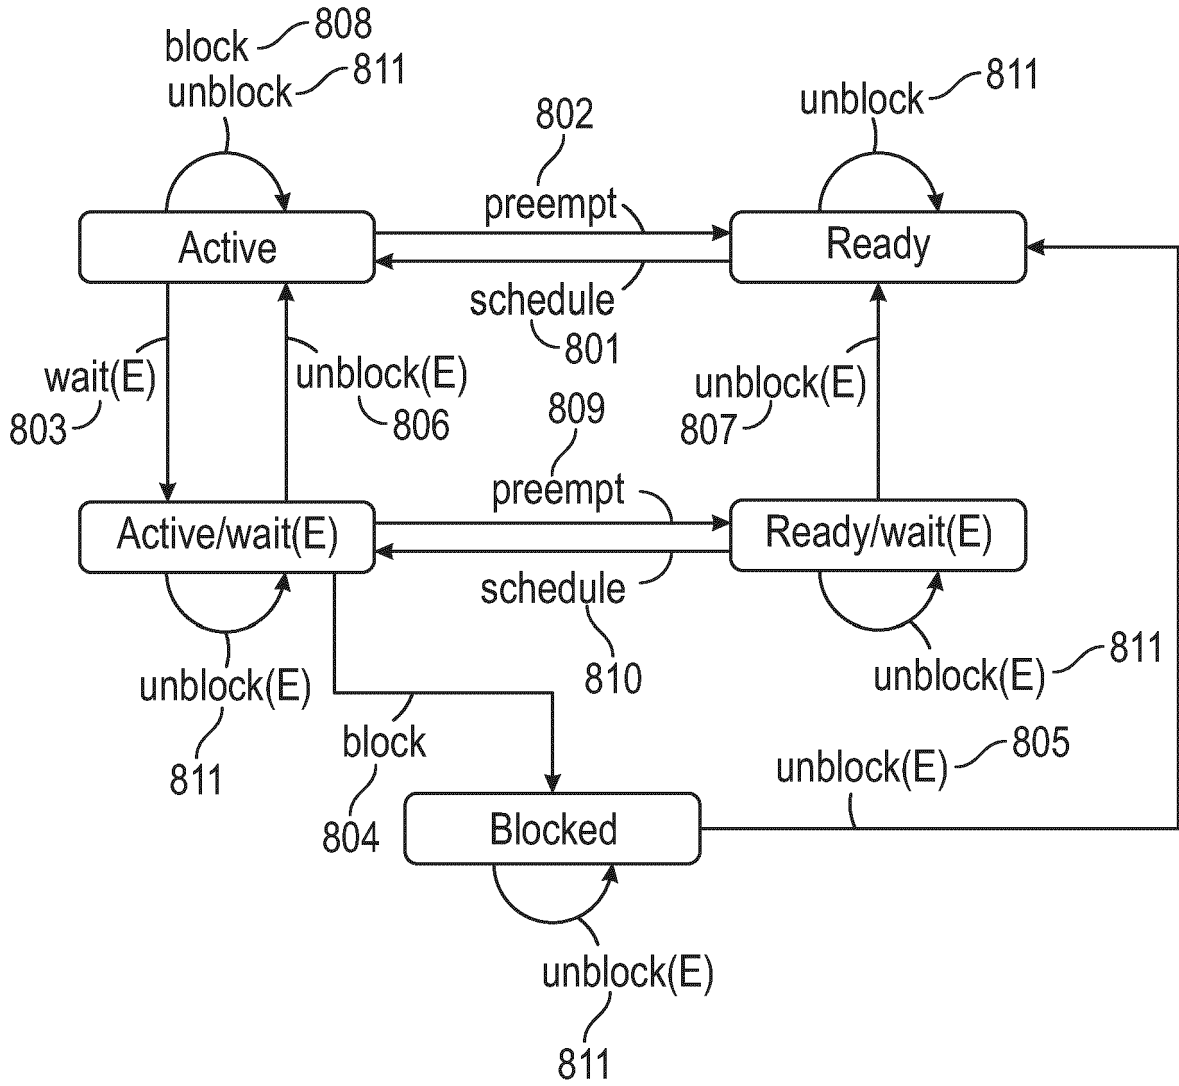 block 808
unblock 811
unblock 811
802
preempt
Active
Ready
schedule
801
wait(E)
803
unblock(E)
806
unblock(E)
807
809
preempt
Active/wait(E)
Ready/wait(E)
schedule
810
unblock(E)
811
unblock(E) 811
block
804
unblock(E) 805
Blocked
unblock(E)
811